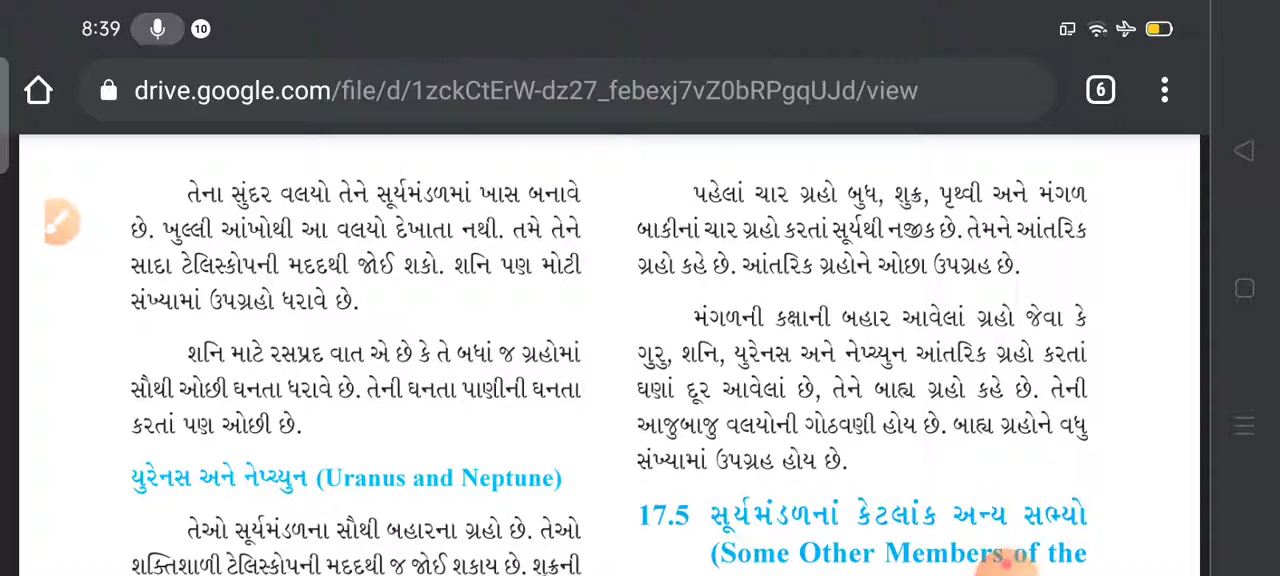 8:39
10
drive.google.com/file/d/1zckCtErW-dz27_febexj7vZ0bRPgqUJd/view
6
તેના સુંદર વલયો તેને સૂર્યમંડળમાં ખાસ બનાવે
છે. ખુલ્લી આંખોથી આ વલયો દેખાતા નથી. તમે તેને
સાદા ટેલિસ્કોપની મદદથી જોઈ શકો. શનિ પણ મોટી
સંખ્યામાં ઉપગ્રહો ધરાવે છે.
શનિ માટે રસપ્રદ વાત એ છે કે તે બધાં જ ગ્રહોમાં
સૌથી ઓછી ઘનતા ધરાવે છે. તેની ઘનતા પાણીની ઘનતા
કરતાં પણ ઓછી છે.
યુરેનસ અને નેપ્ચ્યુન (Uranus and Neptune)
તેઓ સૂર્યમંડળના સૌથી બહારના ગ્રહો છે. તેઓ
શક્તિશાળી ટેલિસ્કોપની મદદથી જ જોઈ શકાય છે. શુક્રની
પહેલાં ચાર ગ્રહો બુધ, શુક્ર, પૃથ્વી અને મંગળ
બાકીનાં ચાર ગ્રહો કરતાં સૂર્યથી નજીક છે. તેમને આંતરિક
ગ્રહો કહે છે. આંતરિક ગ્રહોને ઓછા ઉપગ્રહ છે.
મંગળની કક્ષાની બહાર આવેલાં ગ્રહો જેવા કે
ગુરુ, શનિ, યુરેનસ અને નેપ્ચ્યુન આંતરિક ગ્રહો કરતાં
ઘણાં દૂર આવેલાં છે, તેને બાહ્ય ગ્રહો કહે છે. તેની
આજુબાજુ વલયોની ગોઠવણી હોય છે. બાહ્ય ગ્રહોને વધુ
સંખ્યામાં ઉપગ્રહ હોય છે.
17.5 સૂર્યમંડળનાં કેટલાંક અન્ય સભ્યો
(Some Other Members of the